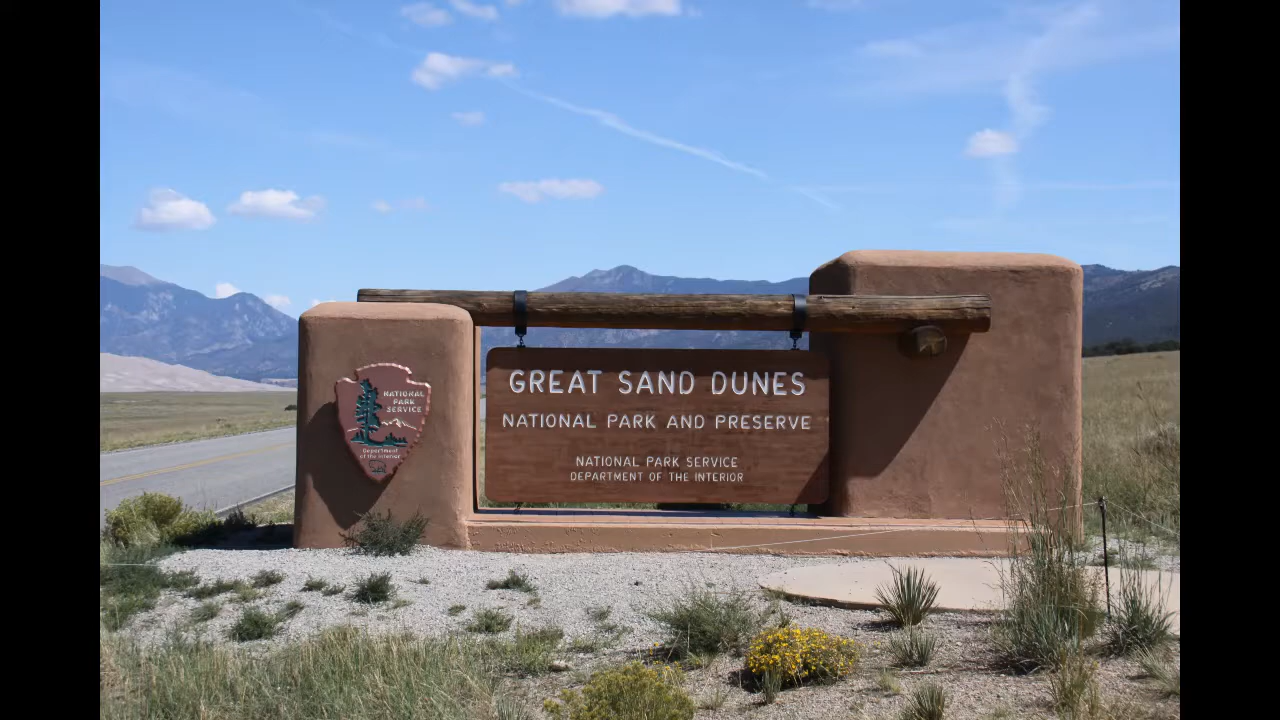 NATIONAL
PARK
SERVICE
Department
of the Interior
GREAT SAND DUNES
NATIONAL PARK AND PRESERVE
NATIONAL PARK SERVICE
DEPARTMENT OF THE INTERIOR